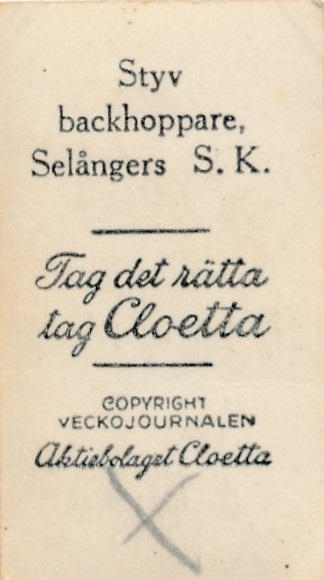 Styv
backhoppare,
Selångers S. K.
Tag det rätta
tag Cloetta
COPYRIGHT
VECKOJOURNALEN
Aktiebolaget Cloetta